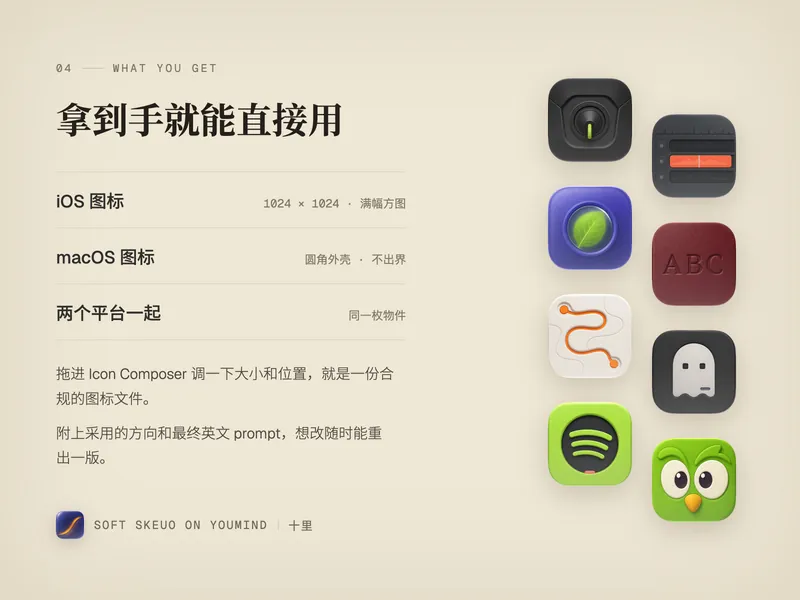 04 — WHAT YOU GET
拿到手就能直接用
iOS 图标
1024 × 1024 · 满幅方图
macOS 图标
圆角外壳 · 不出界
两个平台一起
同一枚物件
拖进 Icon Composer 调一下大小和位置，就是一份合
规的图标文件。
附上采用的方向和最终英文 prompt，想改随时能重
出一版。
SOFT SKEUO ON YOUMIND | 十里
ABC